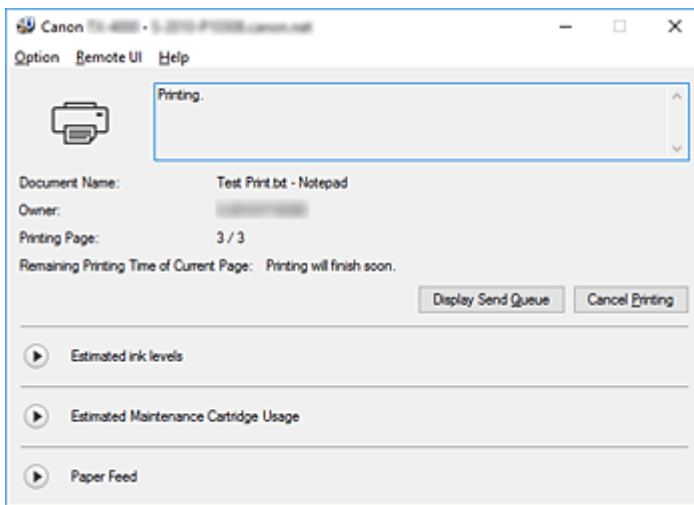 Canon
Option Remote UI Help
Printing.
Document Name: Test Print.txt - Notepad
Owner:
Printing Page: 3 / 3
Remaining Printing Time of Current Page: Printing will finish soon.
Display Send Queue Cancel Printing
Estimated ink levels
Estimated Maintenance Cartridge Usage
Paper Feed